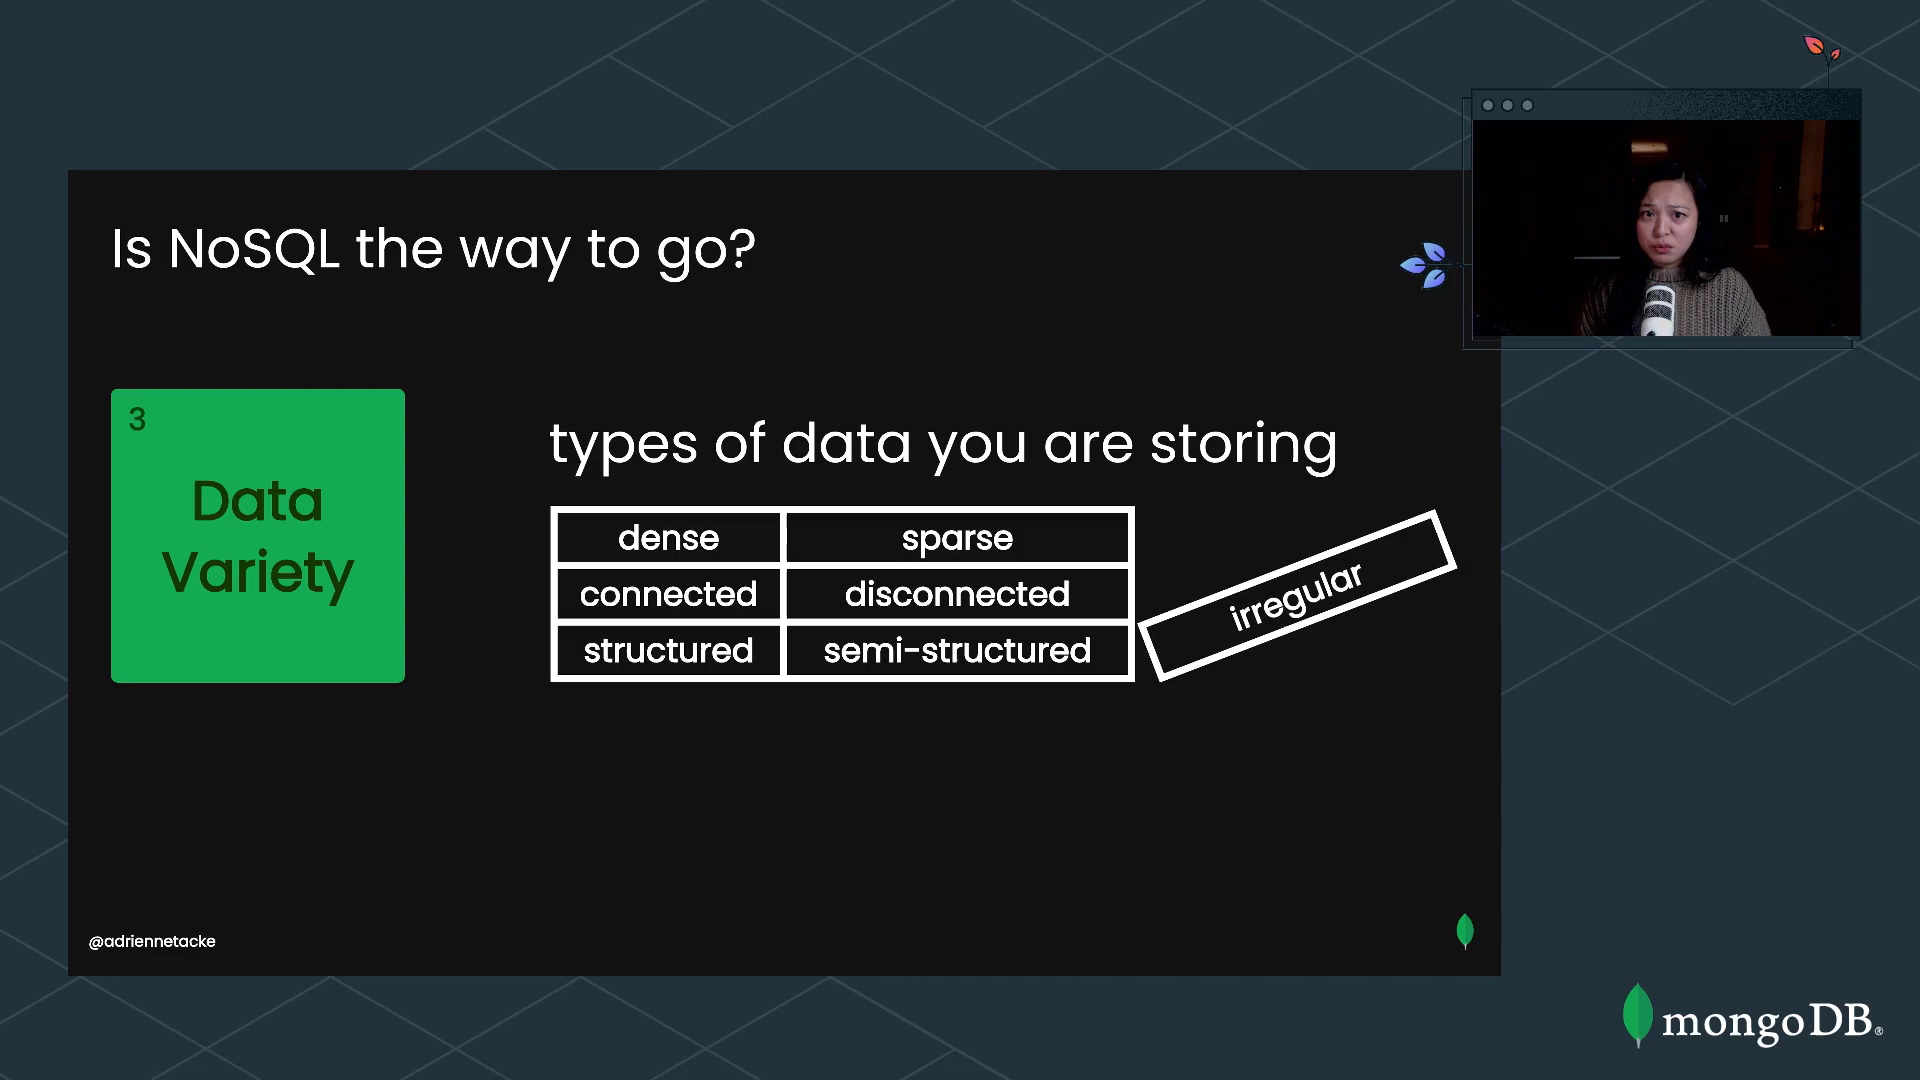 Is NoSQL the way to go?
3
Data
Variety
types of data you are storing
dense sparse
connected disconnected
structured semi-structured
irregular
@adriennetacke
mongoDB®